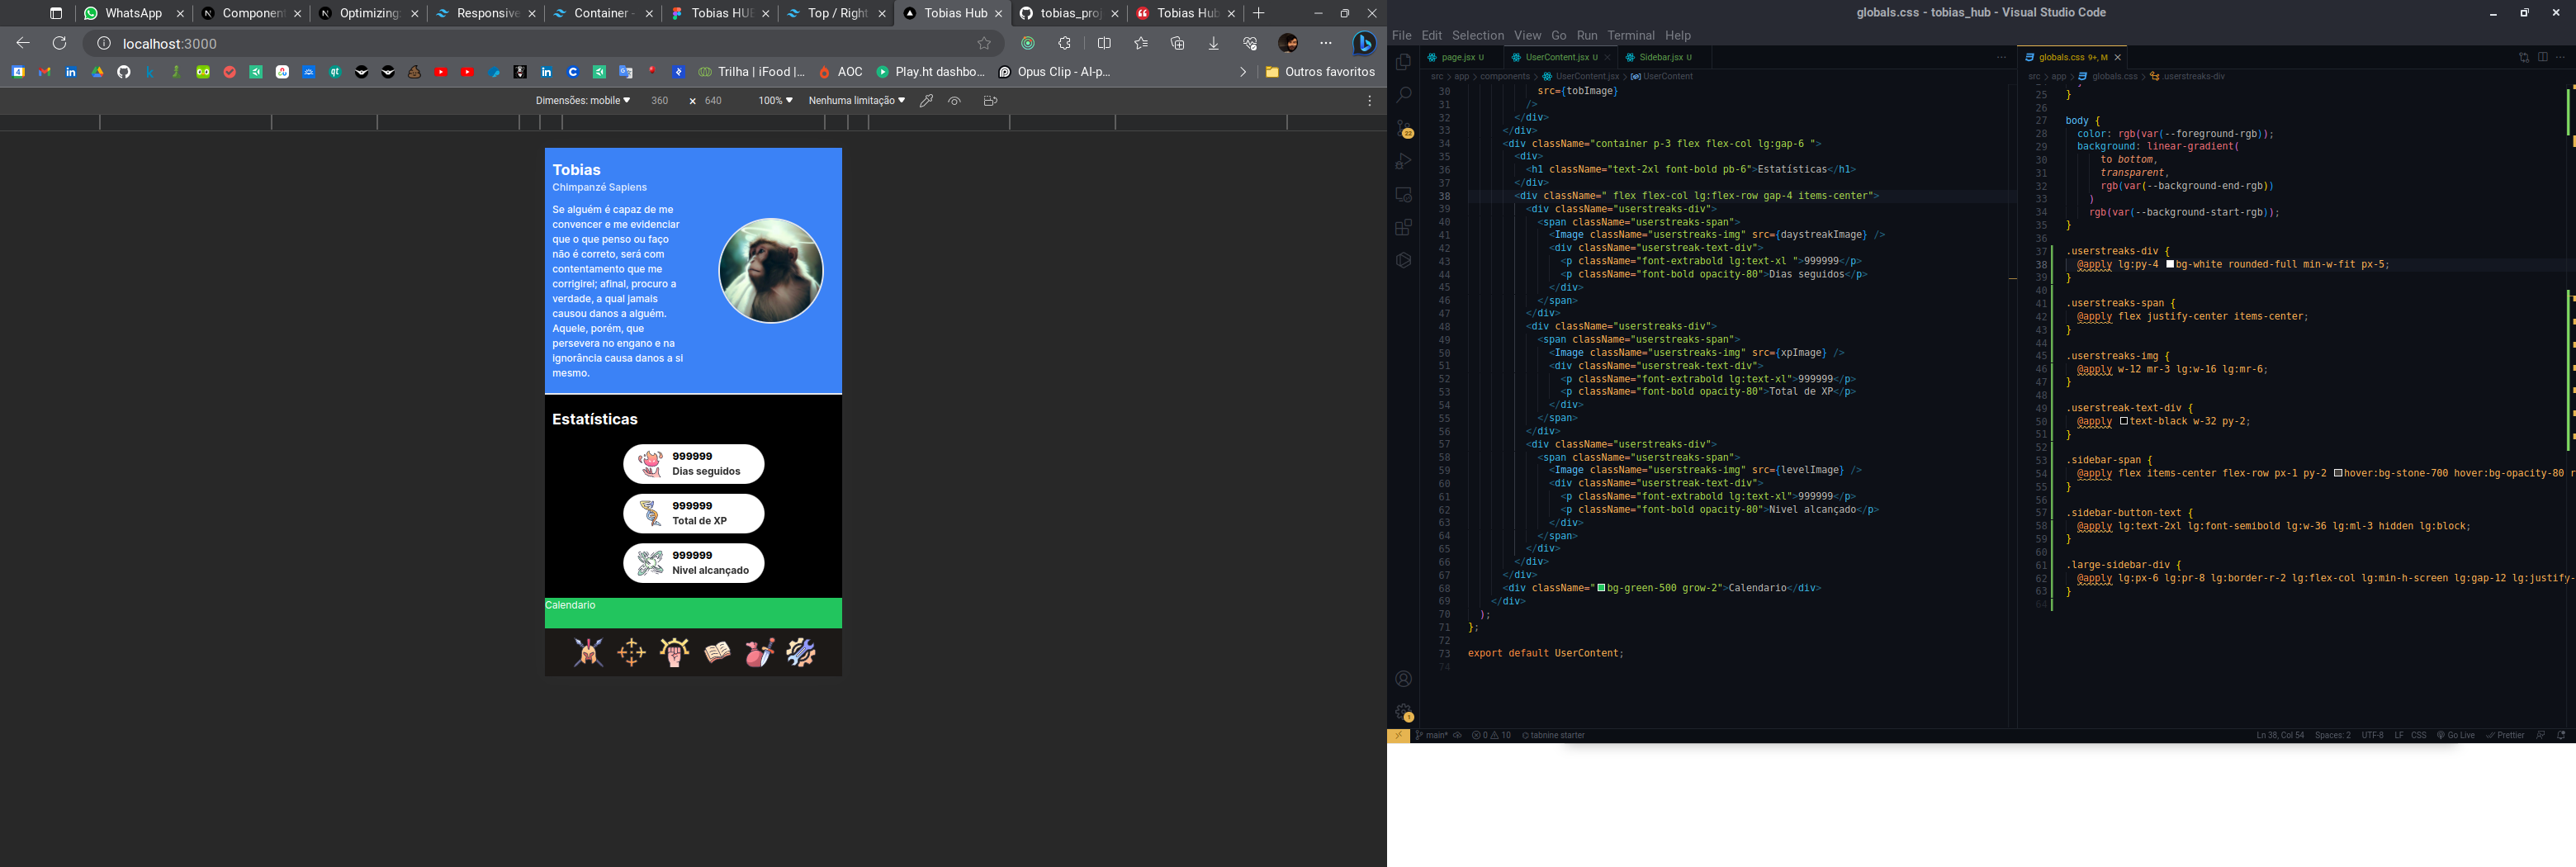 WhatsApp
Component
Optimizing
Responsive
Container -
Tobias HUB
Top / Right
Tobias Hub
tobias_proj
Tobias Hub
localhost:3000
Trilha | iFood |...
AOC
Play.ht dashbo...
Opus Clip - AI-p...
Outros favoritos
Dimensões: mobile
360
×
640
100%
Nenhuma limitação
Tobias
Chimpanzé Sapiens
Se alguém é capaz de me
convencer e me evidenciar
que o que penso ou faço
não é correto, será com
contentamento que me
corrigirei; afinal, procuro a
verdade, a qual jamais
causou danos a alguém.
Aquele, porém, que
persevera no engano e na
ignorância causa danos a si
mesmo.
Estatísticas
999999
Dias seguidos
999999
Total de XP
999999
Nivel alcançado
Calendario
globals.css - tobias_hub - Visual Studio Code
File Edit Selection View Go Run Terminal Help
page.jsx U
UserContent.jsx U
Sidebar.jsx U
src > app > components > UserContent.jsx > UserContent
30 src={tobImage}
31 />
32 </div>
33 </div>
34 <div className="container p-3 flex flex-col lg:gap-6 ">
35 <div>
36 <h1 className="text-2xl font-bold pb-6">Estatísticas</h1>
37 </div>
38 <div className=" flex flex-col lg:flex-row gap-4 items-center">
39 <div className="userstreaks-div">
40 <span className="userstreaks-span">
41 <Image className="userstreaks-img" src={daystreakImage} />
42 <div className="userstreak-text-div">
43 <p className="font-extrabold lg:text-xl ">999999</p>
44 <p className="font-bold opacity-80">Dias seguidos</p>
45 </div>
46 </span>
47 </div>
48 <div className="userstreaks-div">
49 <span className="userstreaks-span">
50 <Image className="userstreaks-img" src={xpImage} />
51 <div className="userstreak-text-div">
52 <p className="font-extrabold lg:text-xl">999999</p>
53 <p className="font-bold opacity-80">Total de XP</p>
54 </div>
55 </span>
56 </div>
57 <div className="userstreaks-div">
58 <span className="userstreaks-span">
59 <Image className="userstreaks-img" src={levelImage} />
60 <div className="userstreak-text-div">
61 <p className="font-extrabold lg:text-xl">999999</p>
62 <p className="font-bold opacity-80">Nivel alcançado</p>
63 </div>
64 </span>
65 </div>
66 </div>
67 </div>
68 <div className="bg-green-500 grow-2">Calendario</div>
69 </div>
70 );
71 };
72
73 export default UserContent;
74
globals.css 9+, M
src > app > globals.css > .userstreaks-div
25 }
26
27 body {
28 color: rgb(var(--foreground-rgb));
29 background: linear-gradient(
30 to bottom,
31 transparent,
32 rgb(var(--background-end-rgb))
33 )
34 rgb(var(--background-start-rgb));
35 }
36
37 .userstreaks-div {
38 @apply lg:py-4 bg-white rounded-full min-w-fit px-5;
39 }
40
41 .userstreaks-span {
42 @apply flex justify-center items-center;
43 }
44
45 .userstreaks-img {
46 @apply w-12 mr-3 lg:w-16 lg:mr-6;
47 }
48
49 .userstreak-text-div {
50 @apply text-black w-32 py-2;
51 }
52
53 .sidebar-span {
54 @apply flex items-center flex-row px-1 py-2 hover:bg-stone-700 hover:bg-opacity-80 r
55 }
56
57 .sidebar-button-text {
58 @apply lg:text-2xl lg:font-semibold lg:w-36 lg:ml-3 hidden lg:block;
59 }
60
61 .large-sidebar-div {
62 @apply lg:px-6 lg:pr-8 lg:border-r-2 lg:flex-col lg:min-h-screen lg:gap-12 lg:justify-
63 }
64
main*
0
10
tabnine starter
Ln 38, Col 54
Spaces: 2
UTF-8
LF
CSS
Go Live
Prettier